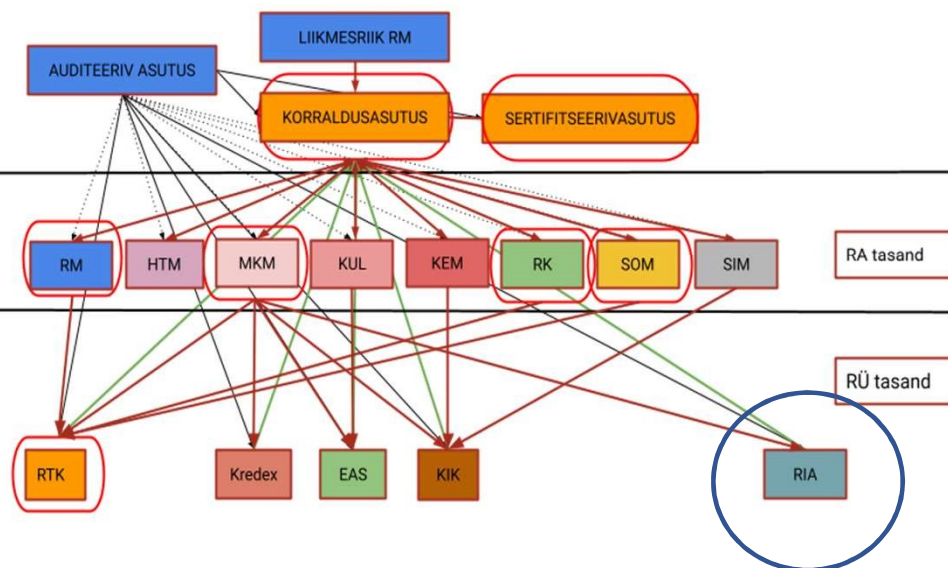 LIIKMESRIIK RM
AUDITEERIV ASUTUS
KORRALDUSASUTUS
SERTIFITSEERIVASUTUS
RM
HTM
MKM
KUL
KEM
RK
SOM
SIM
RA tasand
RÜ tasand
RTK
Kredex
EAS
KIK
RIA